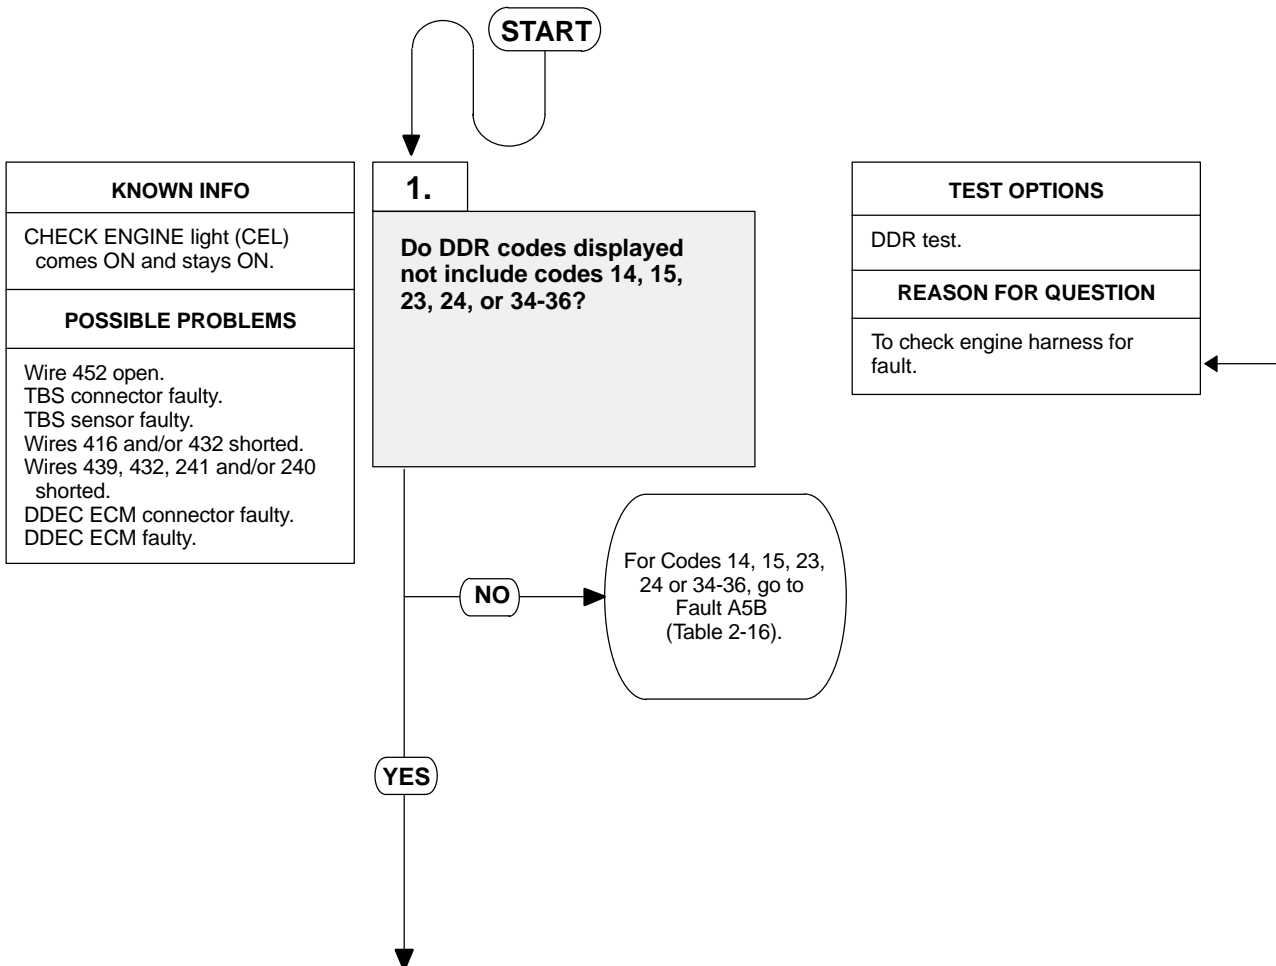 START
KNOWN INFO
CHECK ENGINE light (CEL)
comes ON and stays ON.
POSSIBLE PROBLEMS
Wire 452 open.
TBS connector faulty.
TBS sensor faulty.
Wires 416 and/or 432 shorted.
Wires 439, 432, 241 and/or 240
shorted.
DDEC ECM connector faulty.
DDEC ECM faulty.
1.
Do DDR codes displayed
not include codes 14, 15,
23, 24, or 34-36?
TEST OPTIONS
DDR test.
REASON FOR QUESTION
To check engine harness for
fault.
NO
For Codes 14, 15, 23,
24 or 34-36, go to
Fault A5B
(Table 2-16).
YES